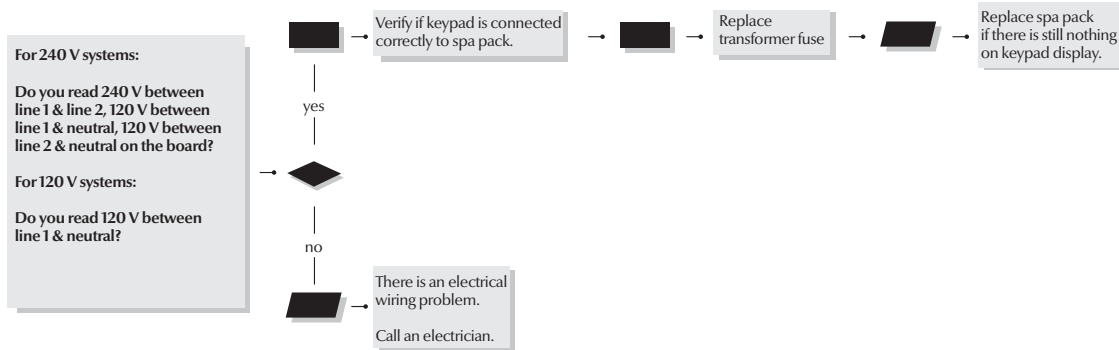 For 240 V systems:
Do you read 240 V between
line 1 & line 2, 120 V between
line 1 & neutral, 120 V between
line 2 & neutral on the board?
For 120 V systems:
Do you read 120 V between
line 1 & neutral?
yes
Verify if keypad is connected
correctly to spa pack.
Replace
transformer fuse
Replace spa pack
if there is still nothing
on keypad display.
no
There is an electrical
wiring problem.
Call an electrician.